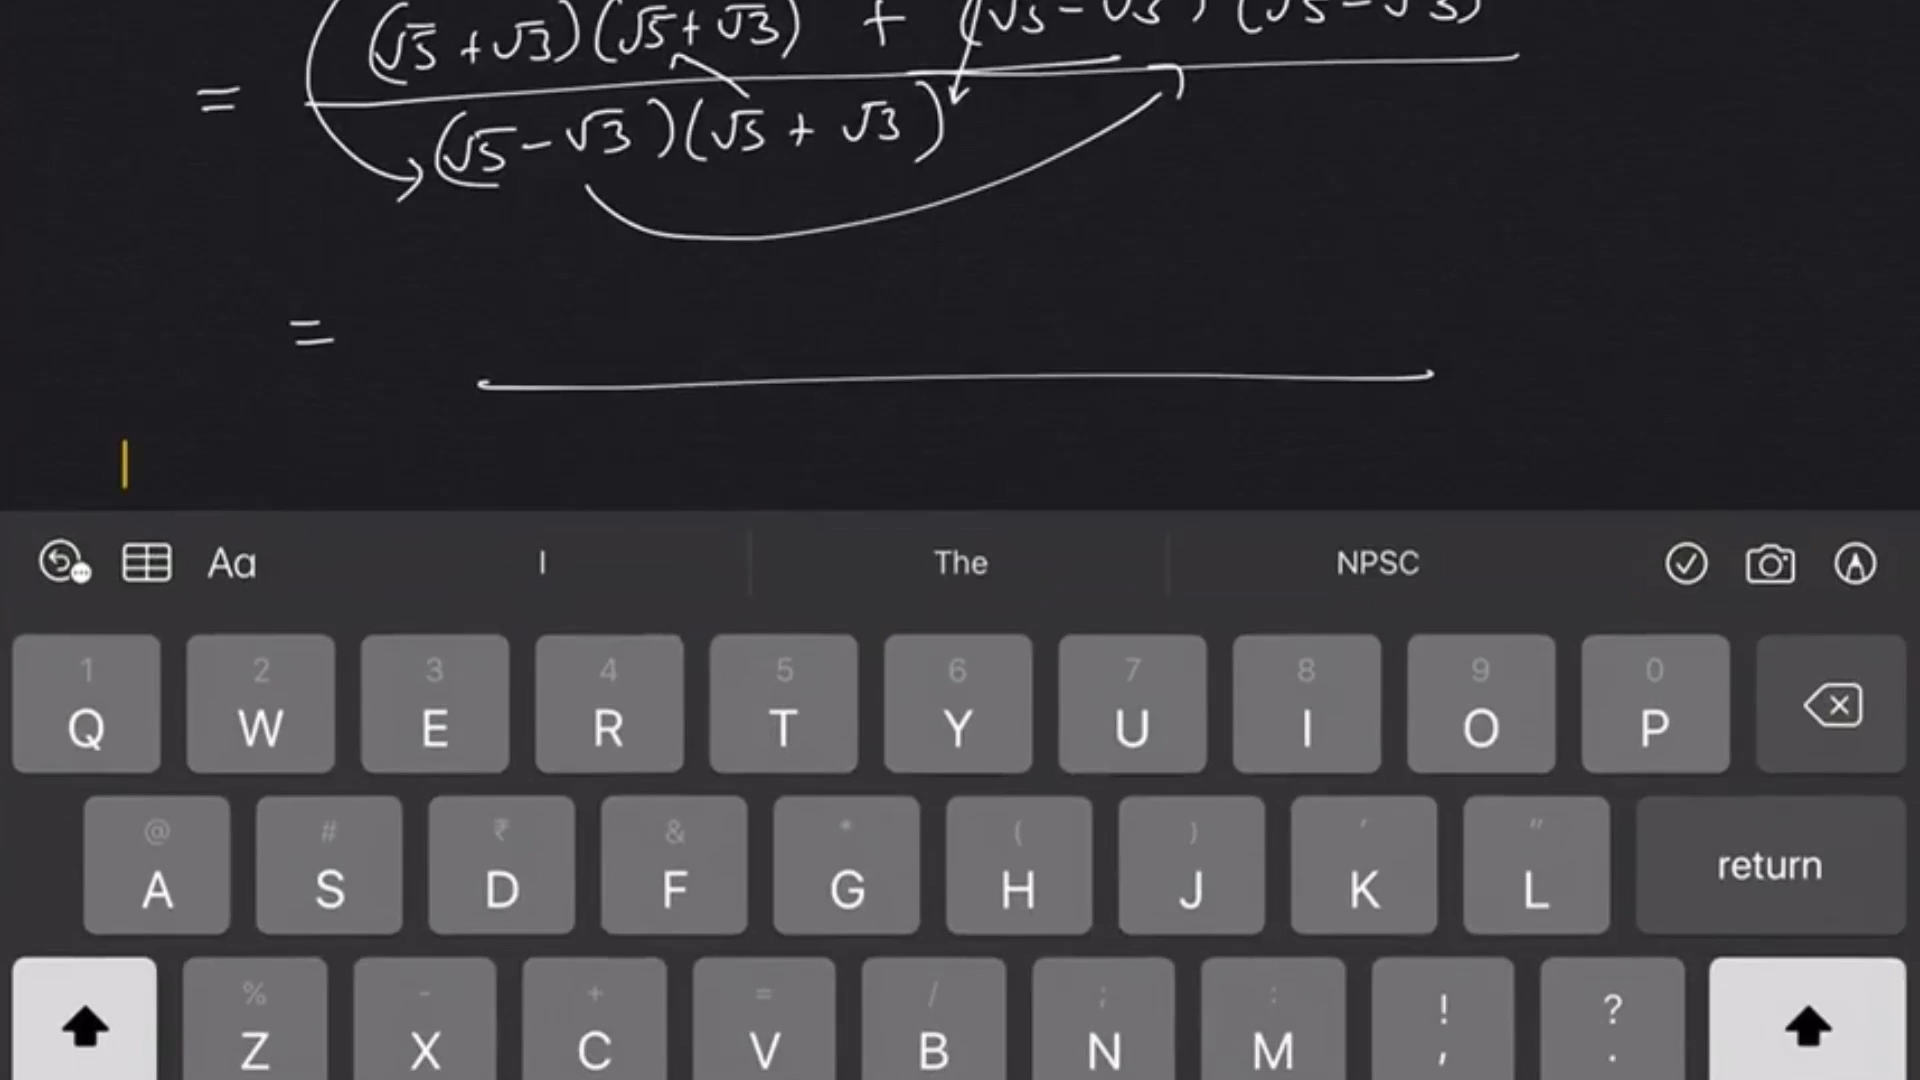 (√5 + √3)(√5 + √3) + (√5 - √3)(√5 - √3)
=
(√5 - √3)(√5 + √3)
=
Aa I The NPSC
1 2 3 4 5 6 7 8 9 0
Q W E R T Y U I O P
@ # ₹ & * ( ) ' "
A S D F G H J K L return
% - + = / ; : ! ?
Z X C V B N M , .